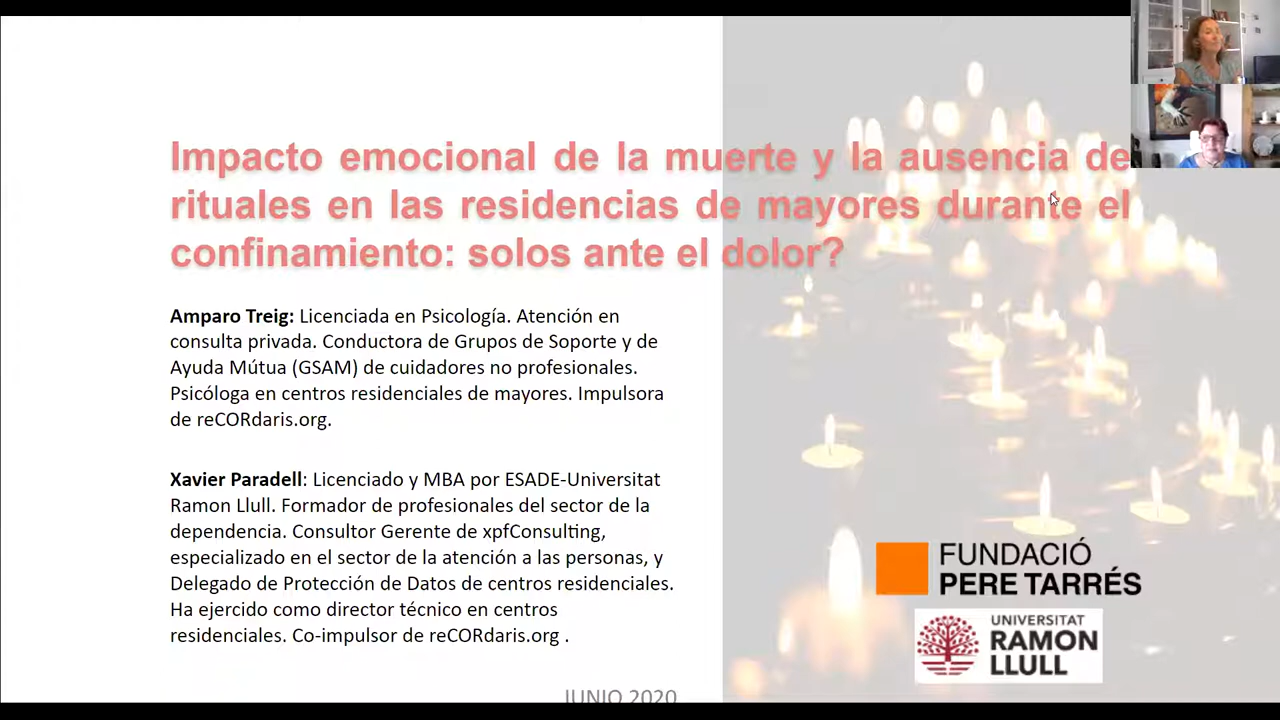 Impacto emocional de la muerte y la ausencia de
rituales en las residencias de mayores durante el
confinamiento: solos ante el dolor?
Amparo Treig: Licenciada en Psicología. Atención en
consulta privada. Conductora de Grupos de Soporte y de
Ayuda Mútua (GSAM) de cuidadores no profesionales.
Psicóloga en centros residenciales de mayores. Impulsora
de reCORdaris.org.
Xavier Paradell: Licenciado y MBA por ESADE-Universitat
Ramon Llull. Formador de profesionales del sector de la
dependencia. Consultor Gerente de xpfConsulting,
especializado en el sector de la atención a las personas, y
Delegado de Protección de Datos de centros residenciales.
Ha ejercido como director técnico en centros
residenciales. Co-impulsor de reCORdaris.org .
FUNDACIÓ
PERE TARRÉS
UNIVERSITAT
RAMON
LLULL
JUNIO 2020